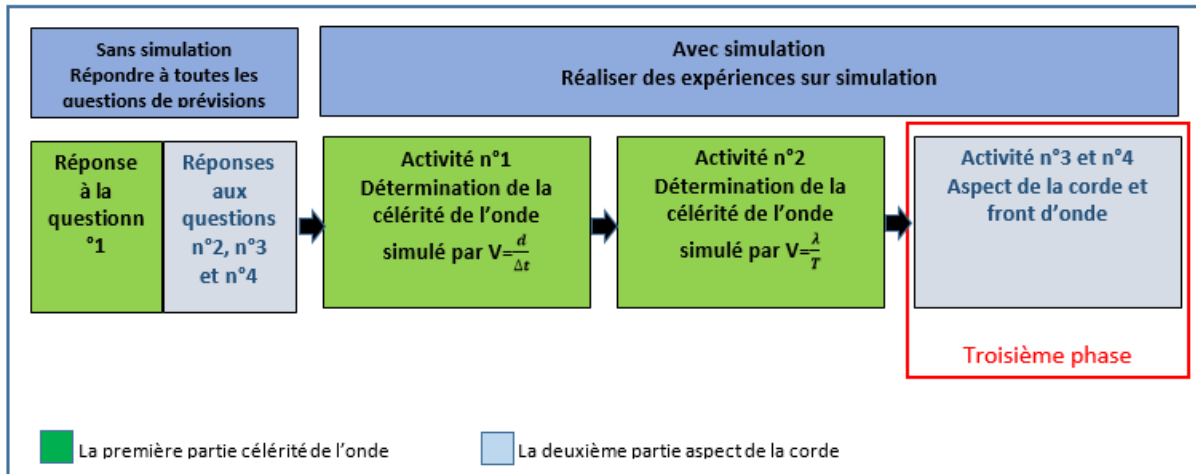 Sans simulation
Répondre à toutes les
questions de prévisions
Avec simulation
Réaliser des expériences sur simulation
Réponse
à la
questionn
°1
Réponses
aux
questions
n°2, n°3
et n°4
Activité n°1
Détermination de la
célérité de l'onde
simulé par V=d/Δt
Activité n°2
Détermination de la
célérité de l'onde
simulé par V=λ/T
Activité n°3 et n°4
Aspect de la corde et
front d'onde
Troisième phase
La première partie célérité de l'onde
La deuxième partie aspect de la corde